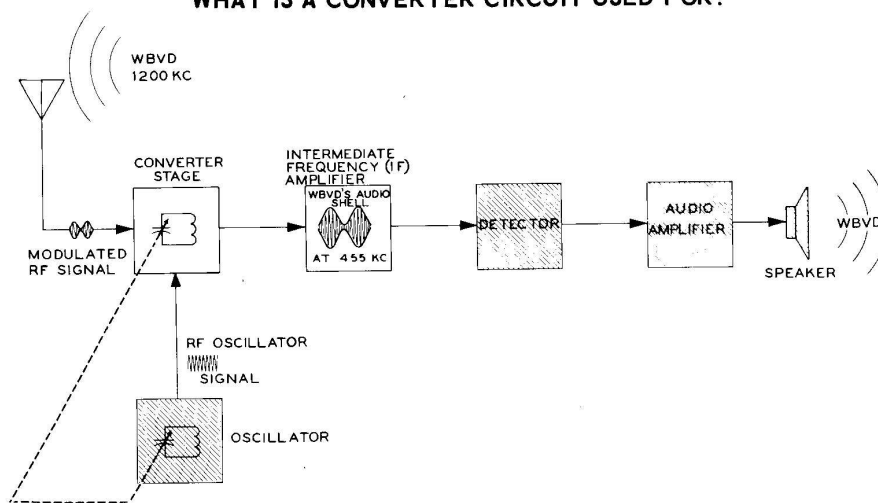 WHAT IS A CONVERTER CIRCUIT USED FOR?
WBVD
1200 KC
CONVERTER
STAGE
INTERMEDIATE
FREQUENCY (IF)
AMPLIFIER
WBVD'S AUDIO
SHELL
AT 455 KC
DETECTOR
AUDIO
AMPLIFIER
WBVD
SPEAKER
MODULATED
RF SIGNAL
RF OSCILLATOR
SIGNAL
OSCILLATOR